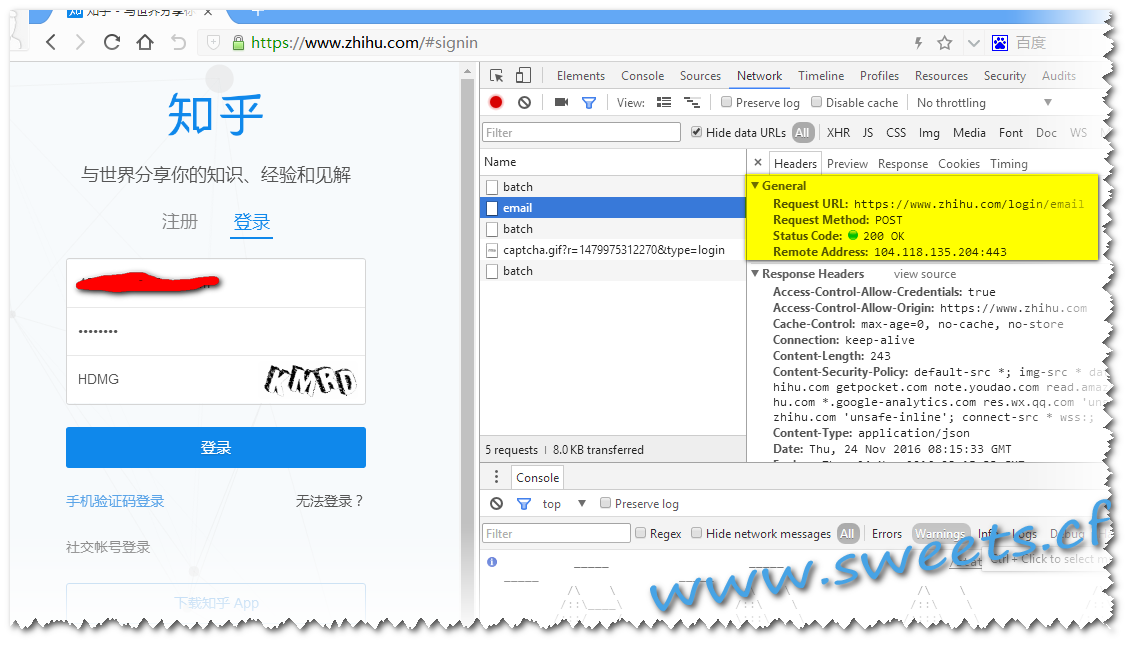 知乎 - 与世界分享你
https://www.zhihu.com/#signin
百度
知乎
与世界分享你的知识、经验和见解
注册 登录
••••••••
HDMG
登录
手机验证码登录 无法登录？
社交帐号登录
下载知乎 App
Elements Console Sources Network Timeline Profiles Resources Security Audits
View: Preserve log Disable cache No throttling
Filter Hide data URLs All XHR JS CSS Img Media Font Doc WS
Name
batch
email
batch
captcha.gif?r=1479975312270&type=login
batch
5 requests | 8.0 KB transferred
× Headers Preview Response Cookies Timing
General
Request URL: https://www.zhihu.com/login/email
Request Method: POST
Status Code: 200 OK
Remote Address: 104.118.135.204:443
Response Headers view source
Access-Control-Allow-Credentials: true
Access-Control-Allow-Origin: https://www.zhihu.com
Cache-Control: max-age=0, no-cache, no-store
Connection: keep-alive
Content-Length: 243
Content-Security-Policy: default-src *; img-src * da
hihu.com getpocket.com note.youdao.com read.ama
hu.com *.google-analytics.com res.wx.qq.com 'un
zhihu.com 'unsafe-inline'; connect-src * wss:;
Content-Type: application/json
Date: Thu, 24 Nov 2016 08:15:33 GMT
Console
top Preserve log
Filter Regex Hide network messages All Errors Warnings Info Logs Debug
Ctrl + Click to select m
www.sweets.cf